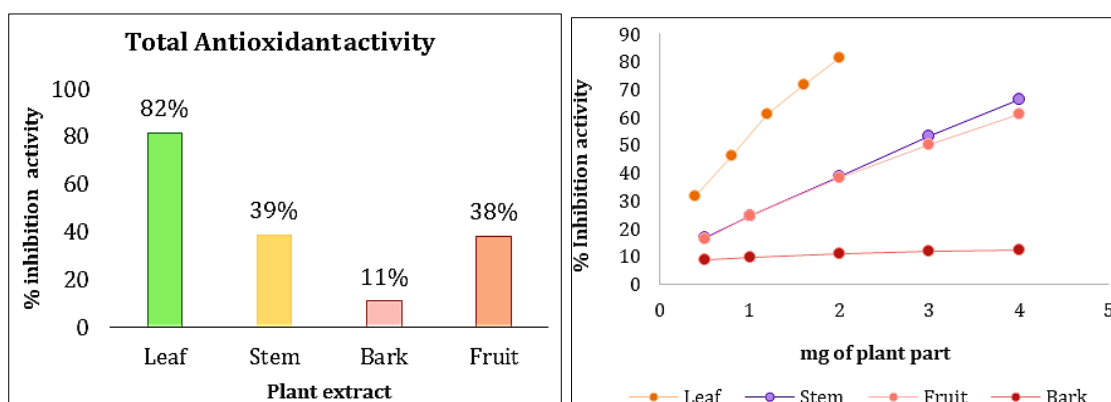 Total Antioxidant activity
% inhibition activity
100
80
60
40
20
0
82%
39%
11%
38%
Leaf Stem Bark Fruit
Plant extract
% Inhibition activity
90
80
70
60
50
40
30
20
10
0
0 1 2 3 4 5
mg of plant part
Leaf Stem Fruit Bark